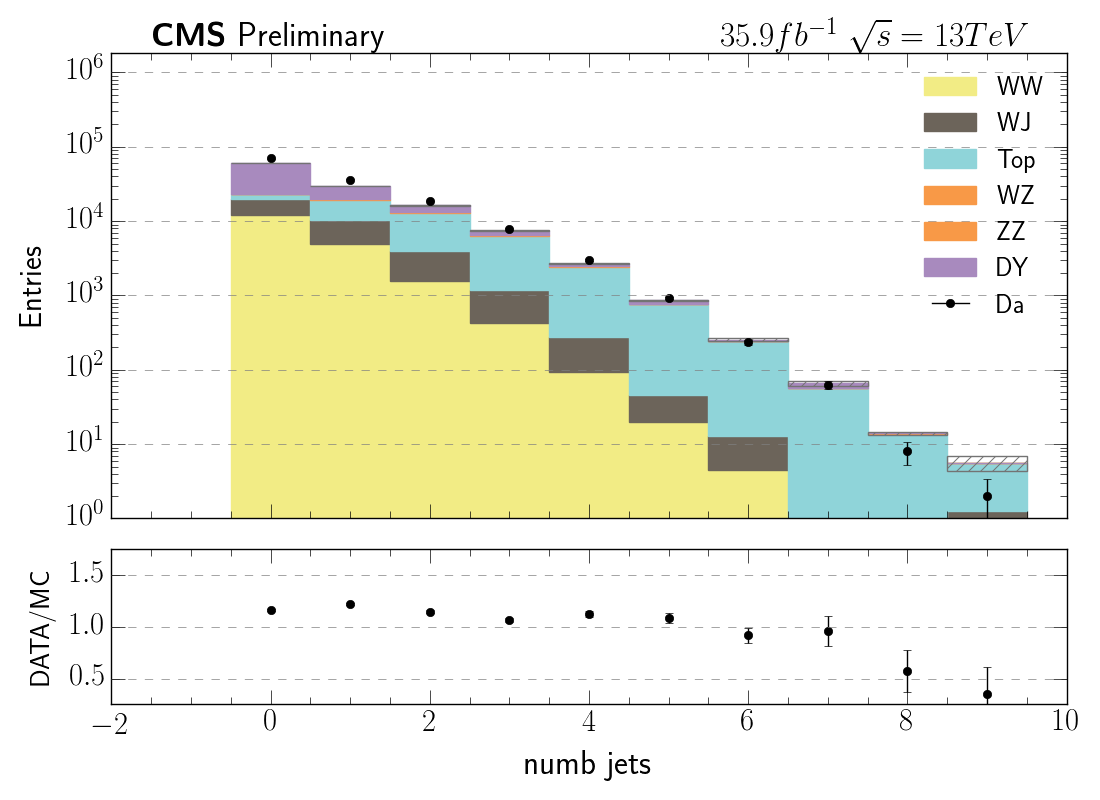 CMS Preliminary 35.9fb⁻¹ √s = 13TeV
10⁶
10⁵
10⁴
10³
10²
10¹
10⁰
Entries
WW
WJ
Top
WZ
ZZ
DY
Da
1.5
1.0
0.5
DATA/MC
−2 0 2 4 6 8 10
numb jets